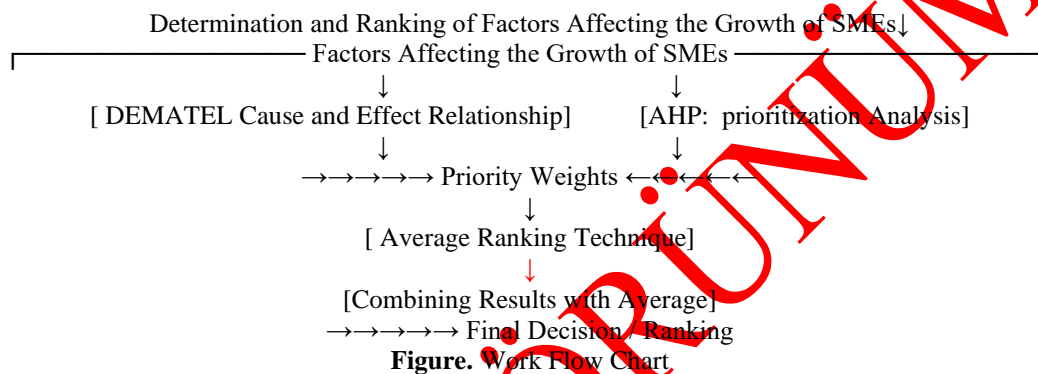 Determination and Ranking of Factors Affecting the Growth of SMEs↓
Factors Affecting the Growth of SMEs
↓ ↓
[ DEMATEL Cause and Effect Relationship] [AHP: prioritization Analysis]
↓ ↓
→→→→→ Priority Weights ←←←←←←
↓
[ Average Ranking Technique]
↓
[Combining Results with Average]
→→→→→ Final Decision / Ranking
Figure. Work Flow Chart